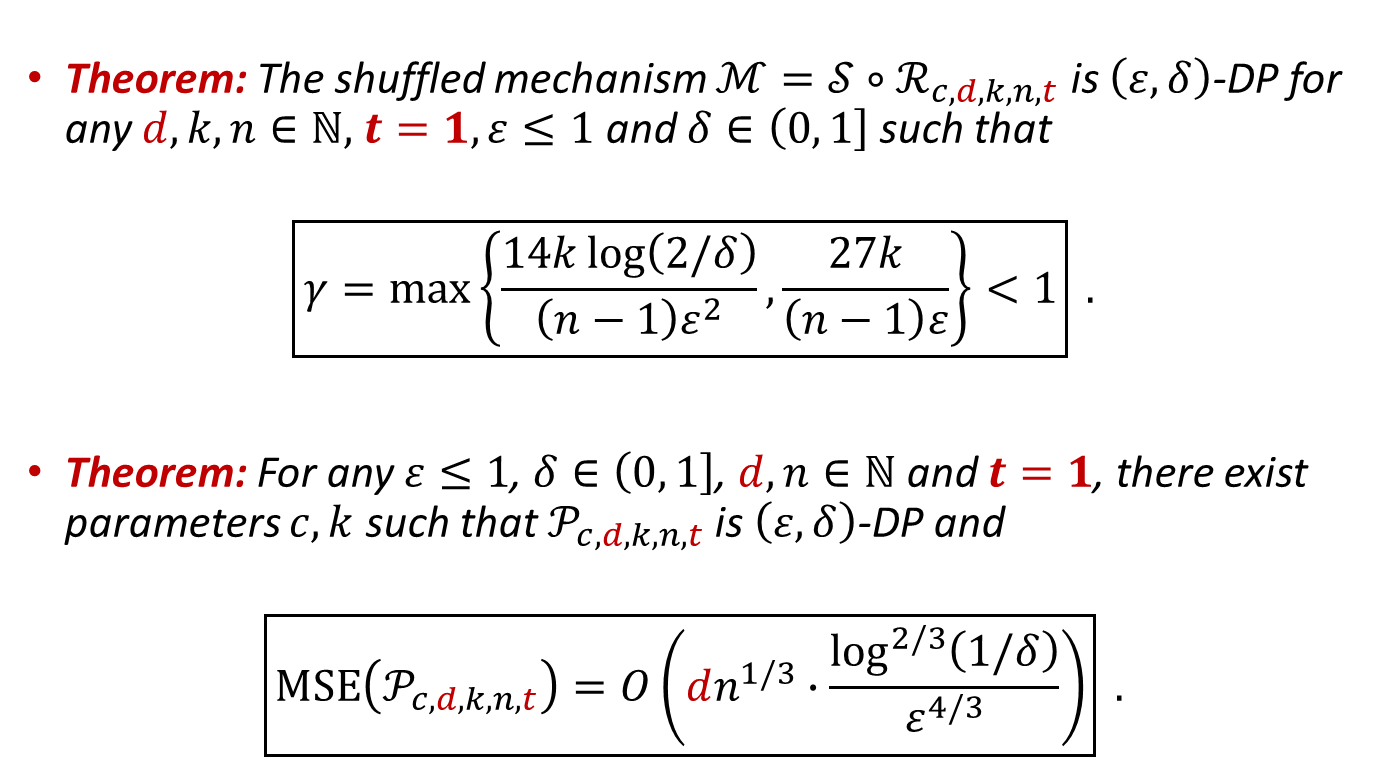 • Theorem: The shuffled mechanism ℳ = 𝒮 ∘ ℛ_{c,d,k,n,t} is (ε, δ)-DP for
any d, k, n ∈ ℕ, t = 1, ε ≤ 1 and δ ∈ (0, 1] such that
γ = max { 14k log(2/δ) / (n − 1)ε² , 27k / (n − 1)ε } < 1 .
• Theorem: For any ε ≤ 1, δ ∈ (0, 1], d, n ∈ ℕ and t = 1, there exist
parameters c, k such that 𝒫_{c,d,k,n,t} is (ε, δ)-DP and
MSE(𝒫_{c,d,k,n,t}) = O ( dn^{1/3} · log^{2/3}(1/δ) / ε^{4/3} ) .